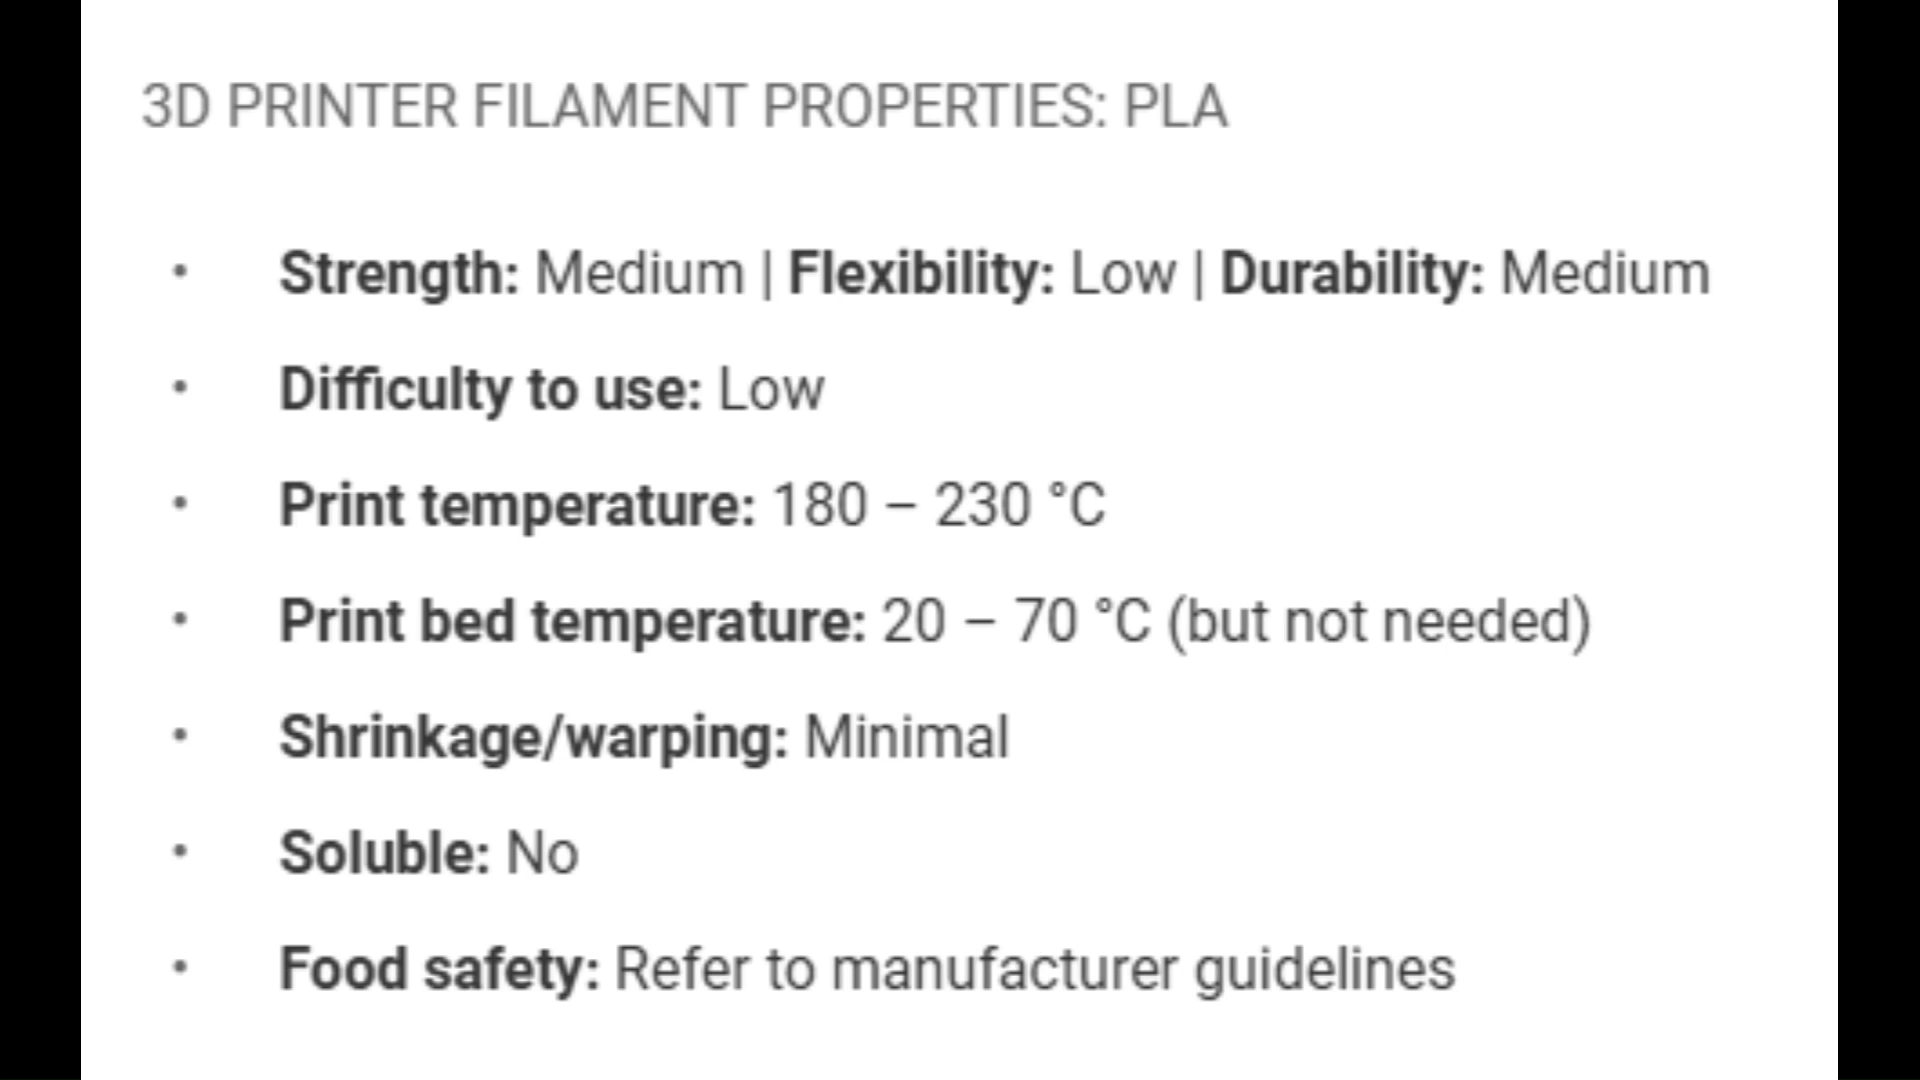 3D PRINTER FILAMENT PROPERTIES: PLA
• Strength: Medium | Flexibility: Low | Durability: Medium
• Difficulty to use: Low
• Print temperature: 180 – 230 °C
• Print bed temperature: 20 – 70 °C (but not needed)
• Shrinkage/warping: Minimal
• Soluble: No
• Food safety: Refer to manufacturer guidelines